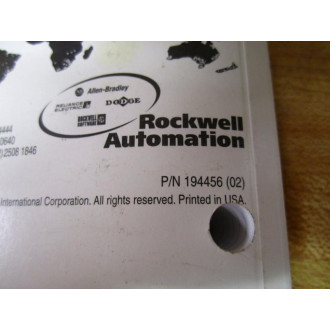 Allen-Bradley
RELIANCE
ELECTRIC
DODGE
ROCKWELL
SOFTWARE
4444
0640
)2508 1846
Rockwell
Automation
P/N 194456 (02)
International Corporation. All rights reserved. Printed in USA.